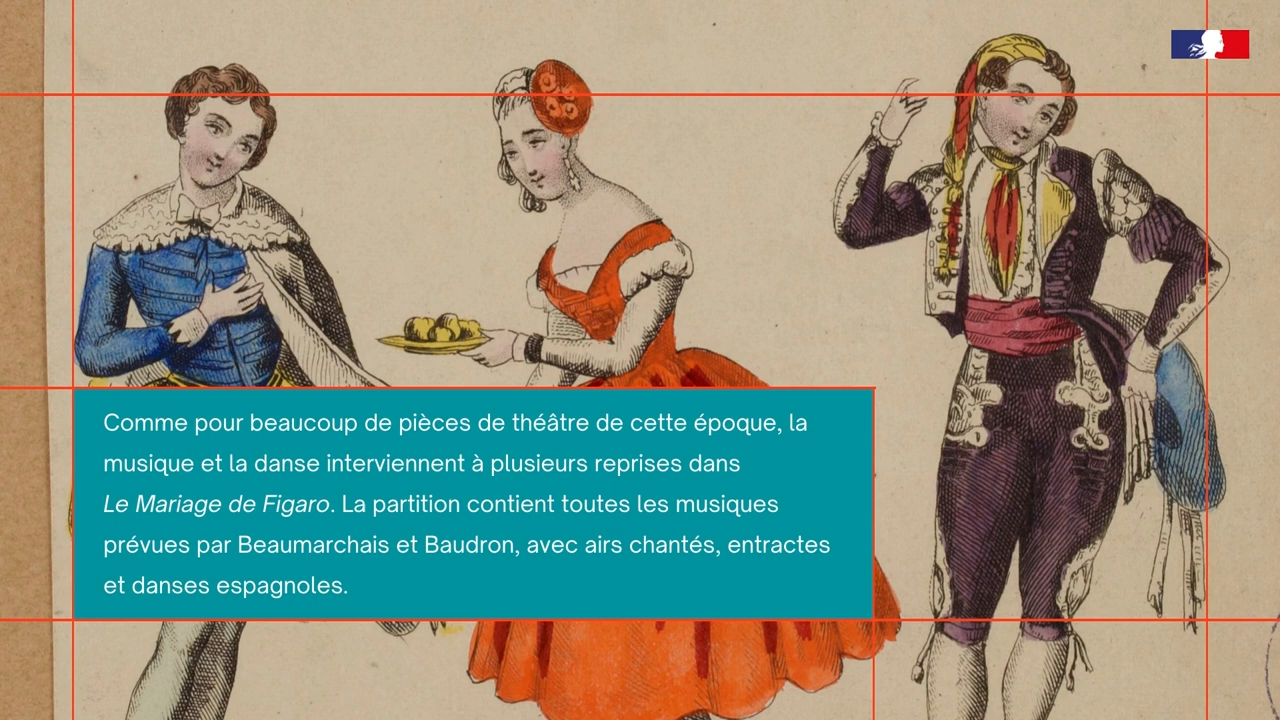 Comme pour beaucoup de pièces de théâtre de cette époque, la
musique et la danse interviennent à plusieurs reprises dans
Le Mariage de Figaro. La partition contient toutes les musiques
prévues par Beaumarchais et Baudron, avec airs chantés, entractes
et danses espagnoles.